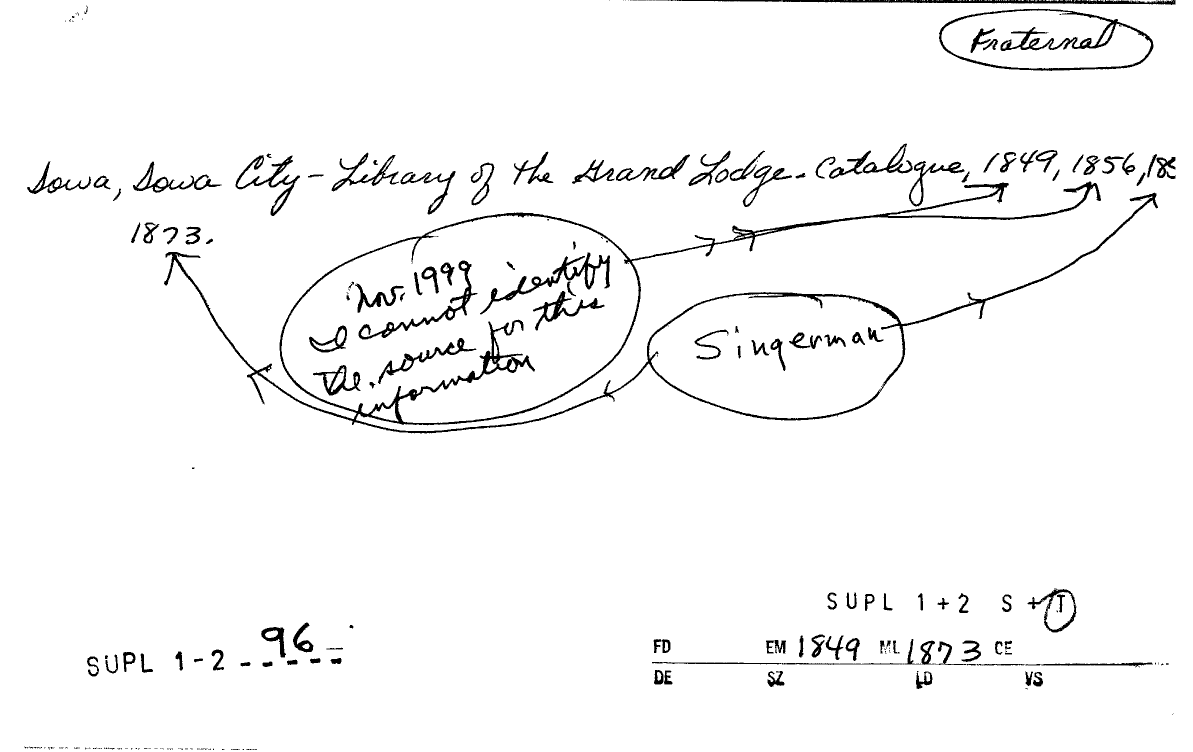 Fraternal
Iowa, Iowa City - Library of the Grand Lodge. Catalogue, 1849, 1856,
1873.
Nov. 1999
I cannot identify
the source for this
information
Singerman
SUPL 1+2 S + I
SUPL 1-2 96
FD EM 1849 ML 1873 CE
DE SZ LD VS